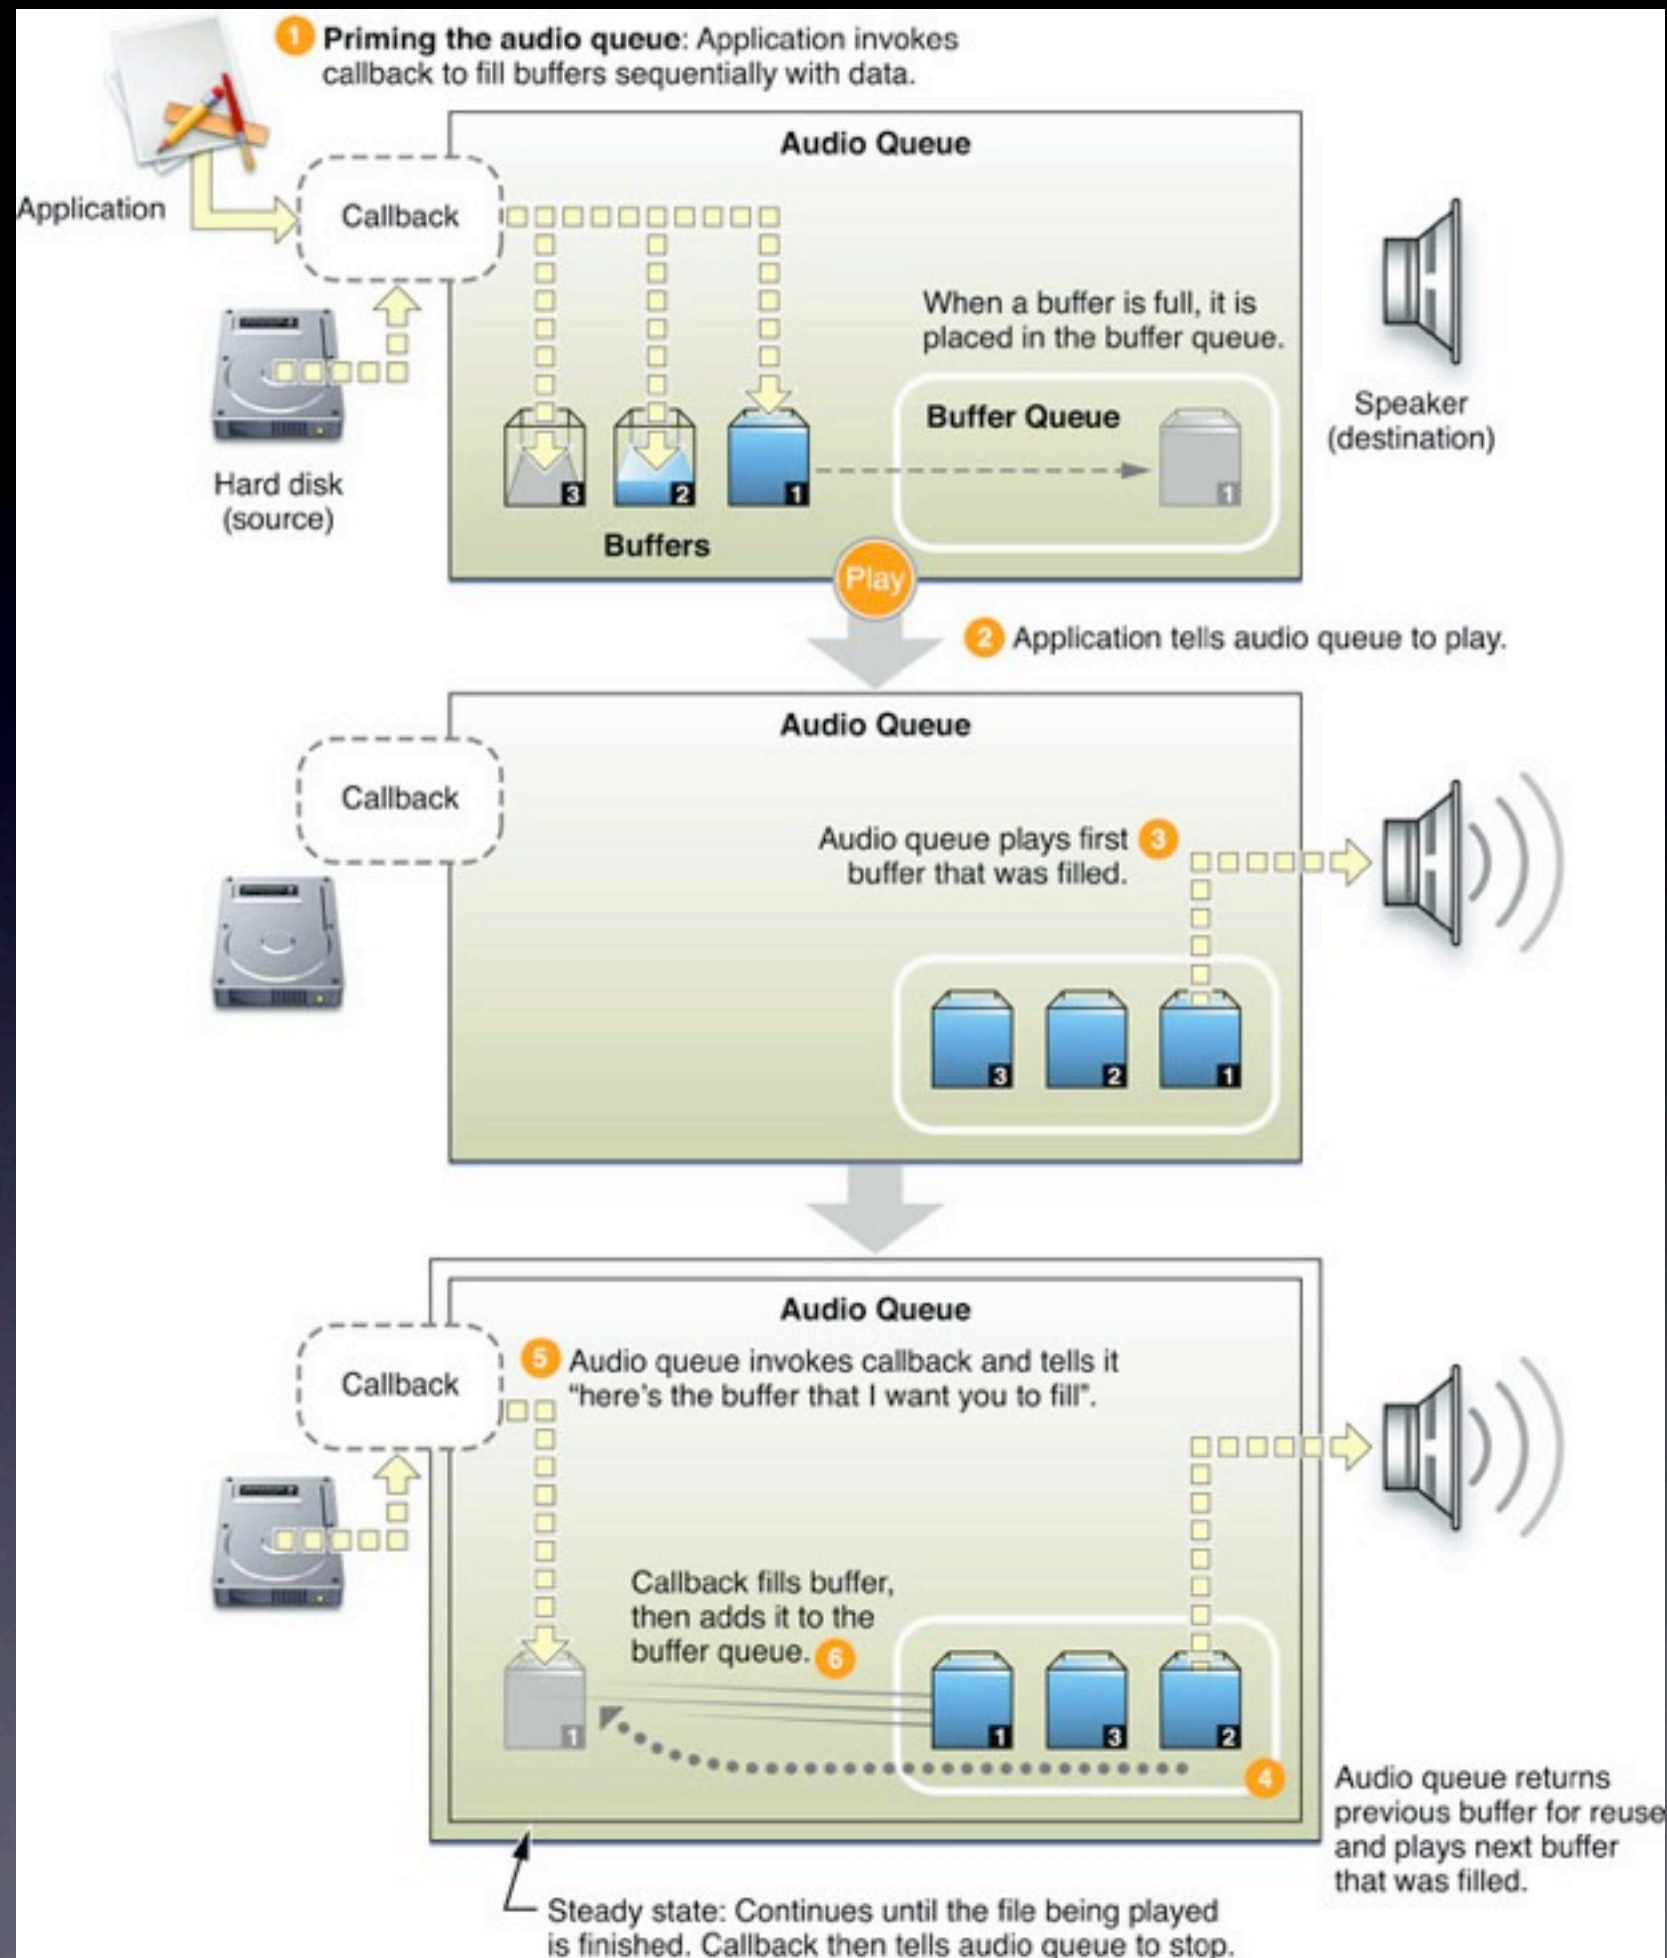 1 Priming the audio queue: Application invokes
callback to fill buffers sequentially with data.
Audio Queue
Application
Callback
When a buffer is full, it is
placed in the buffer queue.
Buffer Queue
Speaker
(destination)
Hard disk
(source)
3
2
1
1
Buffers
Play
2 Application tells audio queue to play.
Audio Queue
Callback
Audio queue plays first 3
buffer that was filled.
3
2
1
Audio Queue
Callback
5 Audio queue invokes callback and tells it
“here's the buffer that I want you to fill”.
Callback fills buffer,
then adds it to the
buffer queue. 6
1
1
3
2
4
Audio queue returns
previous buffer for reuse
and plays next buffer
that was filled.
Steady state: Continues until the file being played
is finished. Callback then tells audio queue to stop.